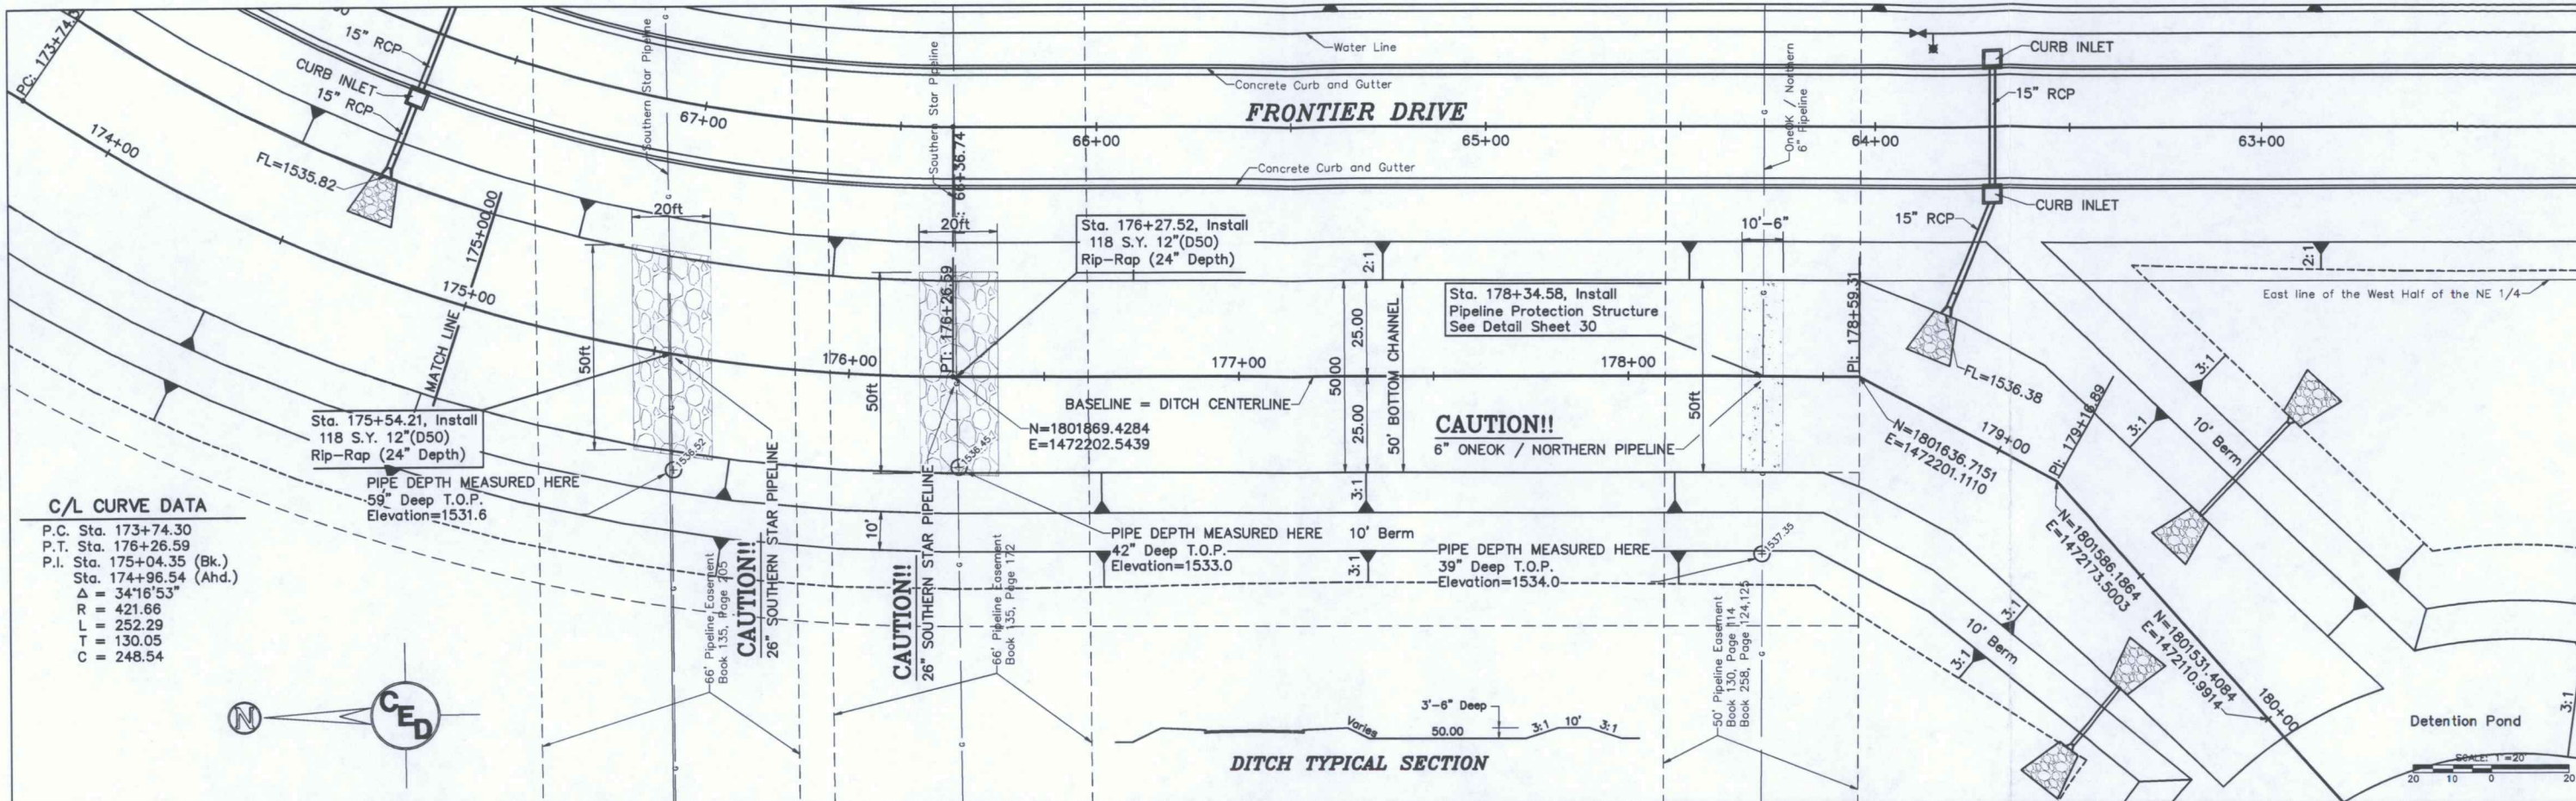 PC: 173+74.3
15" RCP
CURB INLET
15" RCP
174+00
FL=1535.82
175+00.00
175+00
MATCH LINE
Southern Star Pipeline
67+00
Southern Star Pipeline
66+36.74
Water Line
Concrete Curb and Gutter
FRONTIER DRIVE
66+00
65+00
64+00
63+00
Concrete Curb and Gutter
OneOK / Northern
6" Pipeline
CURB INLET
15" RCP
CURB INLET
15" RCP
20ft
50ft
20ft
50ft
PT: 176+26.59
Sta. 176+27.52, Install
118 S.Y. 12"(D50)
Rip-Rap (24" Depth)
2:1
25.00
50.00
25.00
50' BOTTOM CHANNEL
3:1
Sta. 178+34.58, Install
Pipeline Protection Structure
See Detail Sheet 30
10'-6"
50ft
PI: 178+59.31
2:1
East line of the West Half of the NE 1/4
176+00
177+00
178+00
BASELINE = DITCH CENTERLINE
N=1801869.4284
E=1472202.5439
CAUTION!!
6" ONEOK / NORTHERN PIPELINE
FL=1536.38
N=1801636.7151
E=1472201.1110
179+00
PI: 179+16.89
3:1
3:1
10' Berm
Sta. 175+54.21, Install
118 S.Y. 12"(D50)
Rip-Rap (24" Depth)
PIPE DEPTH MEASURED HERE
59" Deep T.O.P.
Elevation=1531.6
1536.52
1536.45
10'
PIPE DEPTH MEASURED HERE
42" Deep T.O.P.
Elevation=1533.0
10' Berm
3:1
PIPE DEPTH MEASURED HERE
39" Deep T.O.P.
Elevation=1534.0
1537.35
N=1801586.1864
E=1472173.5003
N=1801531.4084
E=1472110.9914
180+00
3:1
10' Berm
3:1
C/L CURVE DATA
P.C. Sta. 173+74.30
P.T. Sta. 176+26.59
P.I. Sta. 175+04.35 (Bk.)
Sta. 174+96.54 (Ahd.)
Δ = 34°16'53"
R = 421.66
L = 252.29
T = 130.05
C = 248.54
66' Pipeline Easement
Book 135, Page 205
CAUTION!!
26" SOUTHERN STAR PIPELINE
CAUTION!!
26" SOUTHERN STAR PIPELINE
66' Pipeline Easement
Book 135, Page 172
50' Pipeline Easement
Book 130, Page 114
Book 258, Page 124,125
N
CED
Varies
3'-6" Deep
50.00
3:1
10'
3:1
DITCH TYPICAL SECTION
Detention Pond
3:1
SCALE: 1"=20'
20
10
0
20